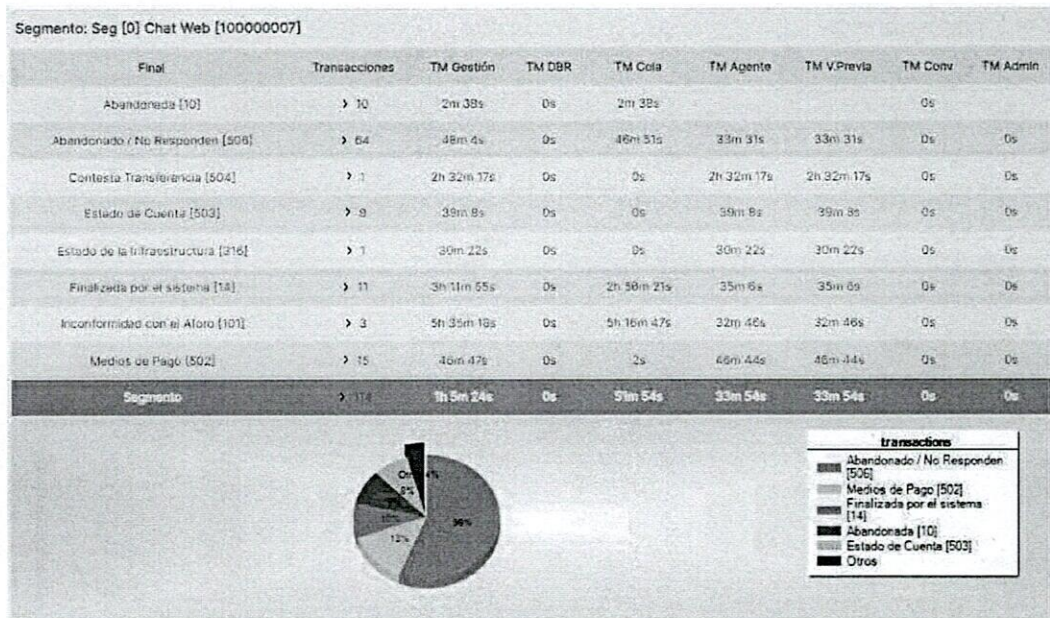 Segmento: Seg [0] Chat Web [100000007]
Final Transacciones TM Gestión TM DBR TM Cola TM Agente TM V.Previa TM Conv TM Admin
Abandonada [10] > 10 2m 38s 0s 2m 38s 0s
Abandonado / No Responden [506] > 64 48m 4s 0s 46m 51s 33m 31s 33m 31s 0s 0s
Contesta Transferencia [504] > 1 2h 32m 17s 0s 0s 2h 32m 17s 2h 32m 17s 0s 0s
Estado de Cuenta [503] > 9 39m 8s 0s 0s 39m 8s 39m 8s 0s 0s
Estado de la Infraestructura [316] > 1 30m 22s 0s 0s 30m 22s 30m 22s 0s 0s
Finalizada por el sistema [14] > 11 3h 11m 55s 0s 2h 56m 21s 35m 6s 35m 6s 0s 0s
Inconformidad con el Aforo [101] > 3 5h 35m 18s 0s 5h 16m 47s 32m 46s 32m 46s 0s 0s
Medios de Pago [502] > 15 46m 47s 0s 2s 46m 44s 46m 44s 0s 0s
Segmento > 114 1h 5m 24s 0s 51m 54s 33m 54s 33m 54s 0s 0s
transactions
Abandonado / No Responden
[506]
Medios de Pago [502]
Finalizada por el sistema
[14]
Abandonada [10]
Estado de Cuenta [503]
Otros
4%
8%
10%
13%
56%